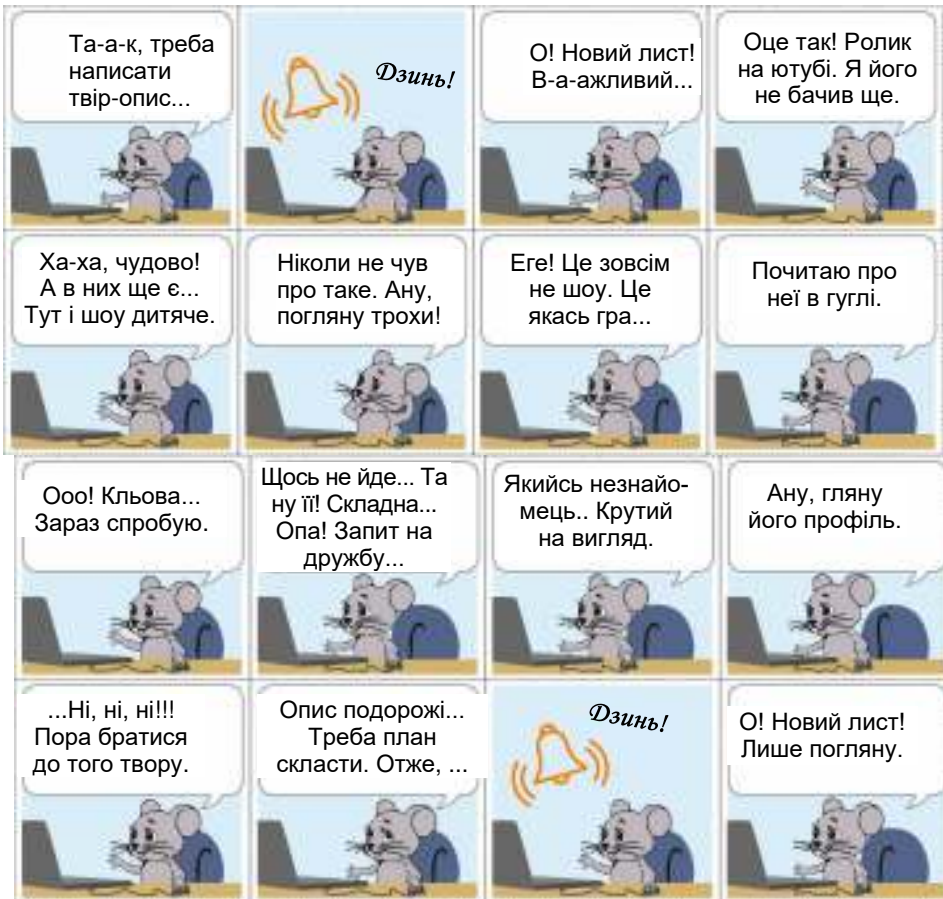 Та-а-к, треба
написати
твір-опис...
Дзинь!
О! Новий лист!
В-а-ажливий...
Оце так! Ролик
на ютубі. Я його
не бачив ще.
Ха-ха, чудово!
А в них ще є...
Тут і шоу дитяче.
Ніколи не чув
про таке. Ану,
погляну трохи!
Еге! Це зовсім
не шоу. Це
якась гра...
Почитаю про
неї в гуглі.
Ооо! Кльова...
Зараз спробую.
Щось не йде... Та
ну її! Складна...
Опа! Запит на
дружбу...
Якийсь незнайо-
мець.. Крутий
на вигляд.
Ану, гляну
його профіль.
...Ні, ні, ні!!!
Пора братися
до того твору.
Опис подорожі...
Треба план
скласти. Отже, ...
Дзинь!
О! Новий лист!
Лише погляну.